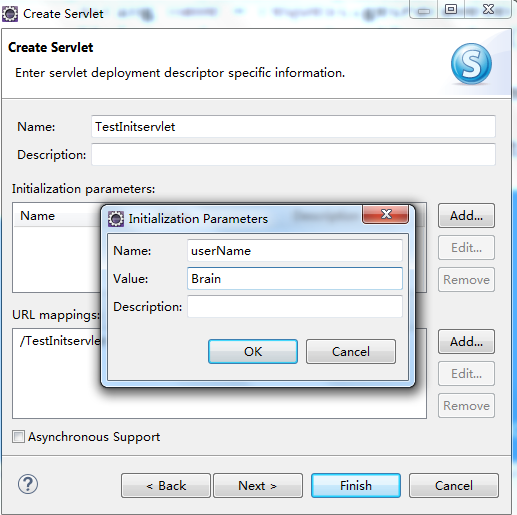 Create Servlet
Create Servlet
Enter servlet deployment descriptor specific information.
Name: TestInitservlet
Description:
Initialization parameters:
Name
Add...
Edit...
Remove
Initialization Parameters
Name: userName
Value: Brain
Description:
OK Cancel
URL mappings:
/TestInitservle
Add...
Edit...
Remove
Asynchronous Support
? < Back Next > Finish Cancel